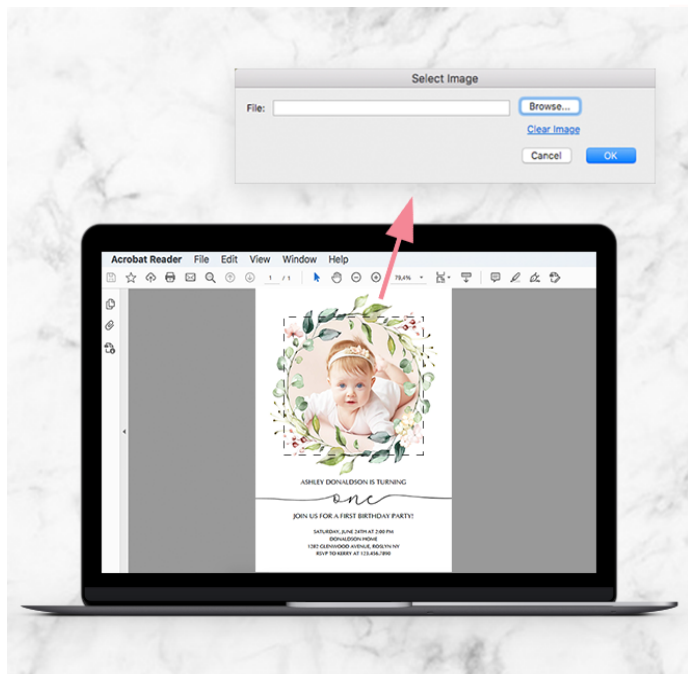 Select Image
File:
Browse...
Clear Image
Cancel
OK
Acrobat Reader File Edit View Window Help
1 / 1
79,4%
ASHLEY DONALDSON IS TURNING
one
JOIN US FOR A FIRST BIRTHDAY PARTY!
SATURDAY, JUNE 24TH AT 2:00 PM
DONALDSON HOME
1282 GLENWOOD AVENUE, ROSLYN NY
RSVP TO KERRY AT 123.456.7890